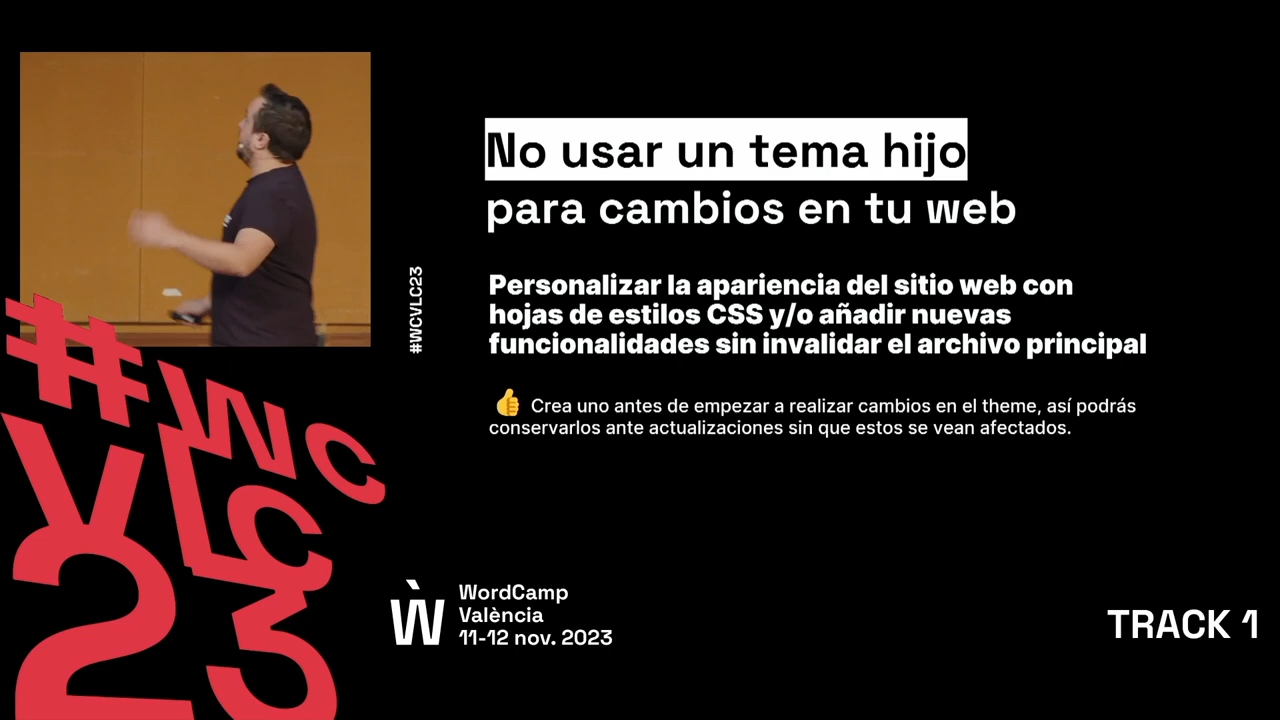 No usar un tema hijo
para cambios en tu web
#WCVLC23
Personalizar la apariencia del sitio web con
hojas de estilos CSS y/o añadir nuevas
funcionalidades sin invalidar el archivo principal
👍 Crea uno antes de empezar a realizar cambios en el theme, así podrás
conservarlos ante actualizaciones sin que estos se vean afectados.
#WC
VLC
23
Ẁ WordCamp
València
11-12 nov. 2023
TRACK 1